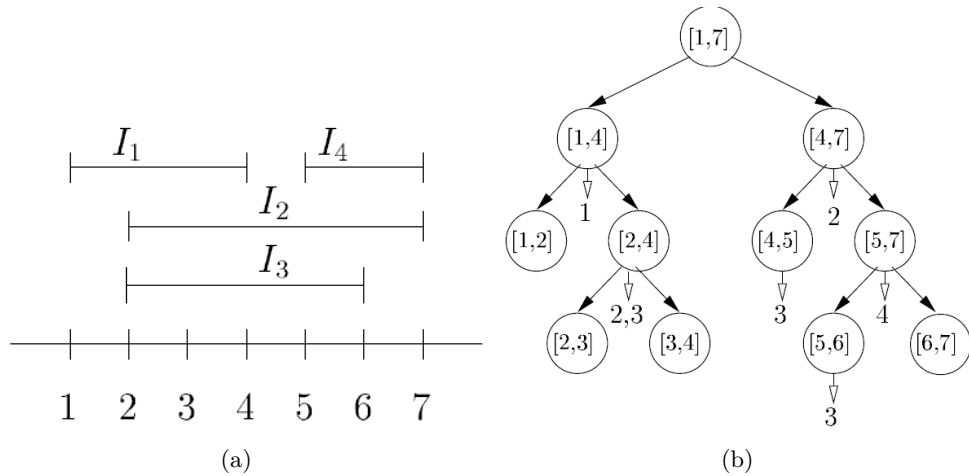 I1 I4
I2
I3
1 2 3 4 5 6 7
(a)
[1,7]
[1,4] [4,7]
1 2
[1,2] [2,4] [4,5] [5,7]
2,3 3 4
[2,3] [3,4] [5,6] [6,7]
3
(b)